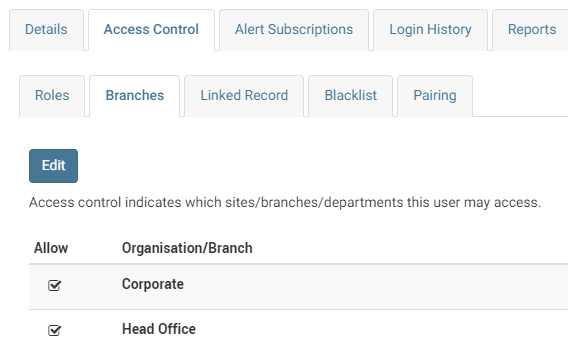 Details Access Control Alert Subscriptions Login History Reports
Roles Branches Linked Record Blacklist Pairing
Edit
Access control indicates which sites/branches/departments this user may access.
Allow Organisation/Branch
Corporate
Head Office